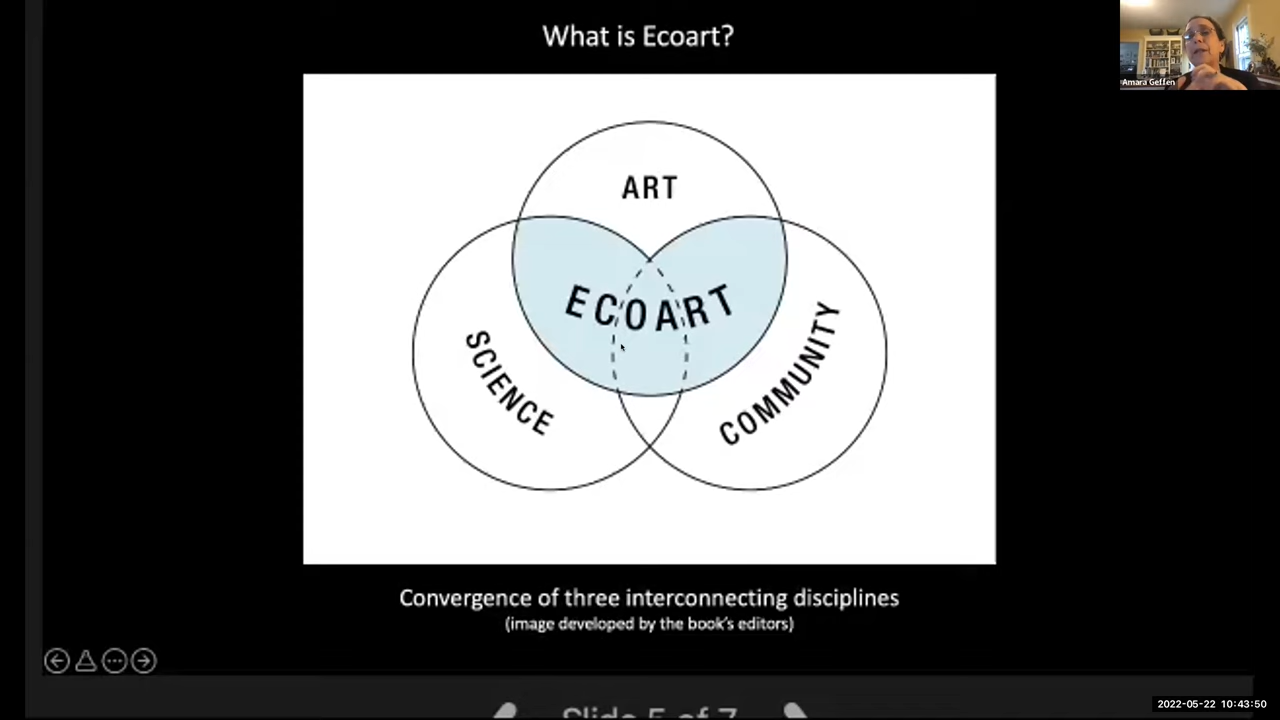 What is Ecoart?
Amara Geffen
ART
ECOART
SCIENCE
COMMUNITY
Convergence of three interconnecting disciplines
(image developed by the book's editors)
Slide 5 of 7
2022-05-22 10:43:50